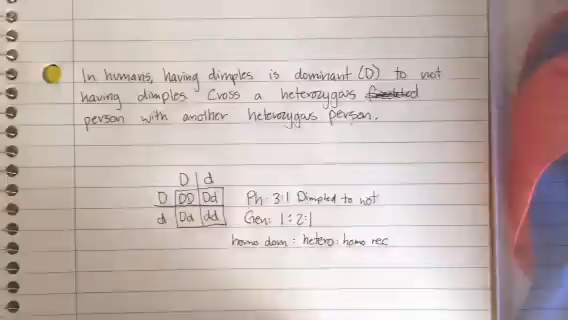 In humans, having dimples is dominant (D) to not
having dimples. Cross a heterozygous
person with another heterozygous person.
D d
D DD Dd Ph: 3:1 Dimpled to not
d Dd dd Gen: 1:2:1
homo dom : hetero : homo rec